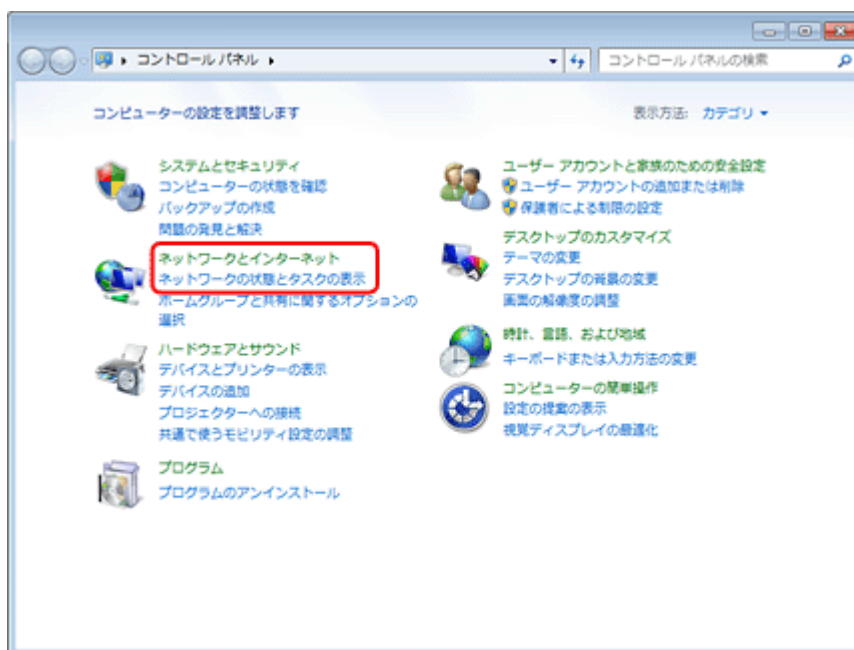 コントロール パネル
コントロール パネルの検索
コンピューターの設定を調整します
表示方法: カテゴリ
システムとセキュリティ
コンピューターの状態を確認
バックアップの作成
問題の発見と解決
ネットワークとインターネット
ネットワークの状態とタスクの表示
ホームグループと共有に関するオプションの
選択
ハードウェアとサウンド
デバイスとプリンターの表示
デバイスの追加
プロジェクターへの接続
共通で使うモビリティ設定の調整
プログラム
プログラムのアンインストール
ユーザー アカウントと家族のための安全設定
ユーザー アカウントの追加または削除
保護者による制限の設定
デスクトップのカスタマイズ
テーマの変更
デスクトップの背景の変更
画面の解像度の調整
時計、言語、および地域
キーボードまたは入力方法の変更
コンピューターの簡単操作
設定の提案の表示
視覚ディスプレイの最適化